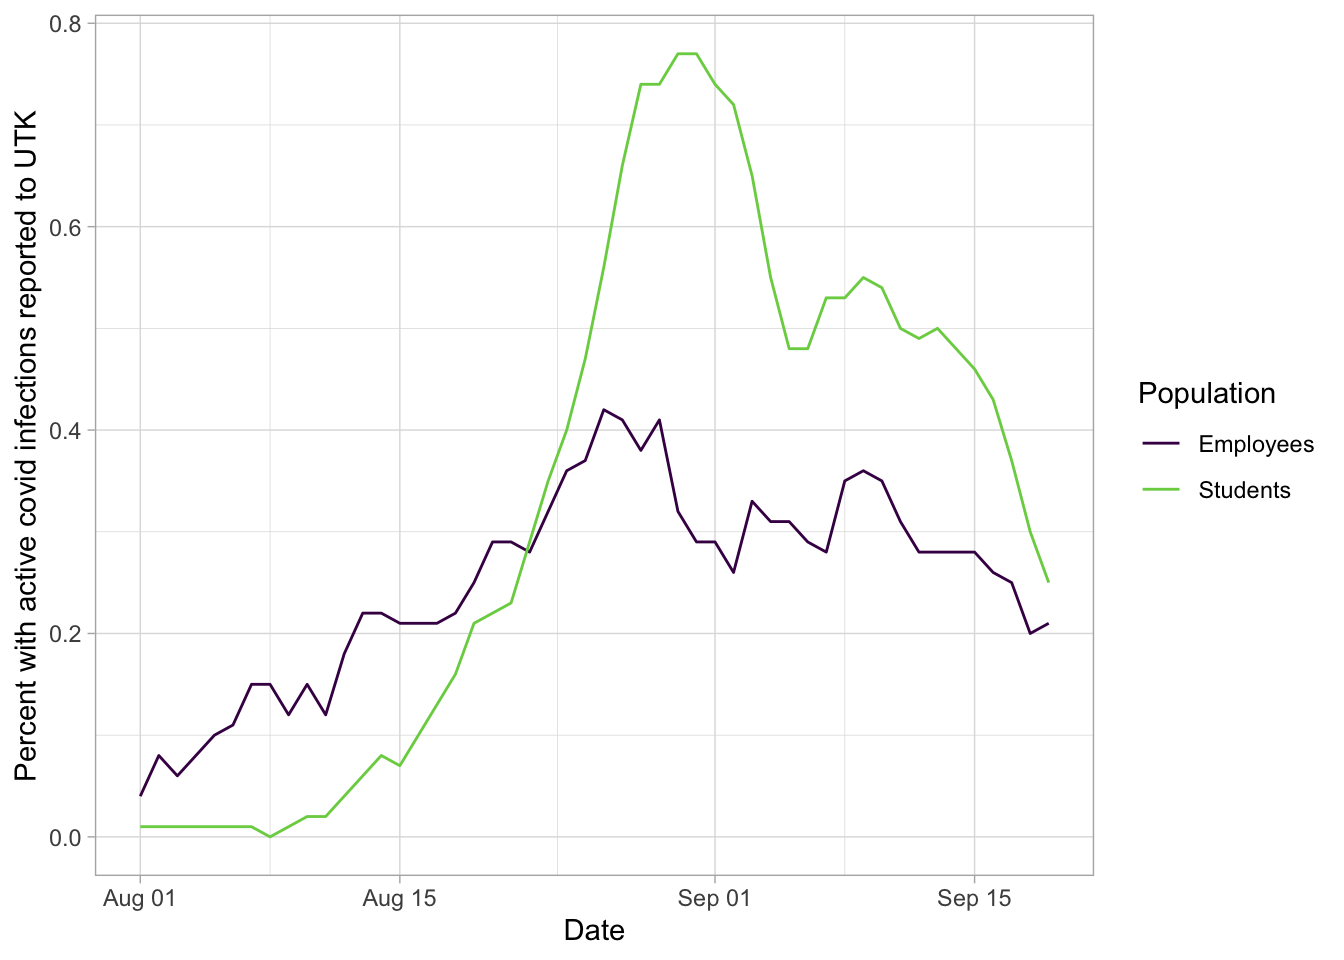 Percent with active covid infections reported to UTK
0.8
0.6
0.4
0.2
0.0
Aug 01
Aug 15
Sep 01
Sep 15
Date
Population
Employees
Students